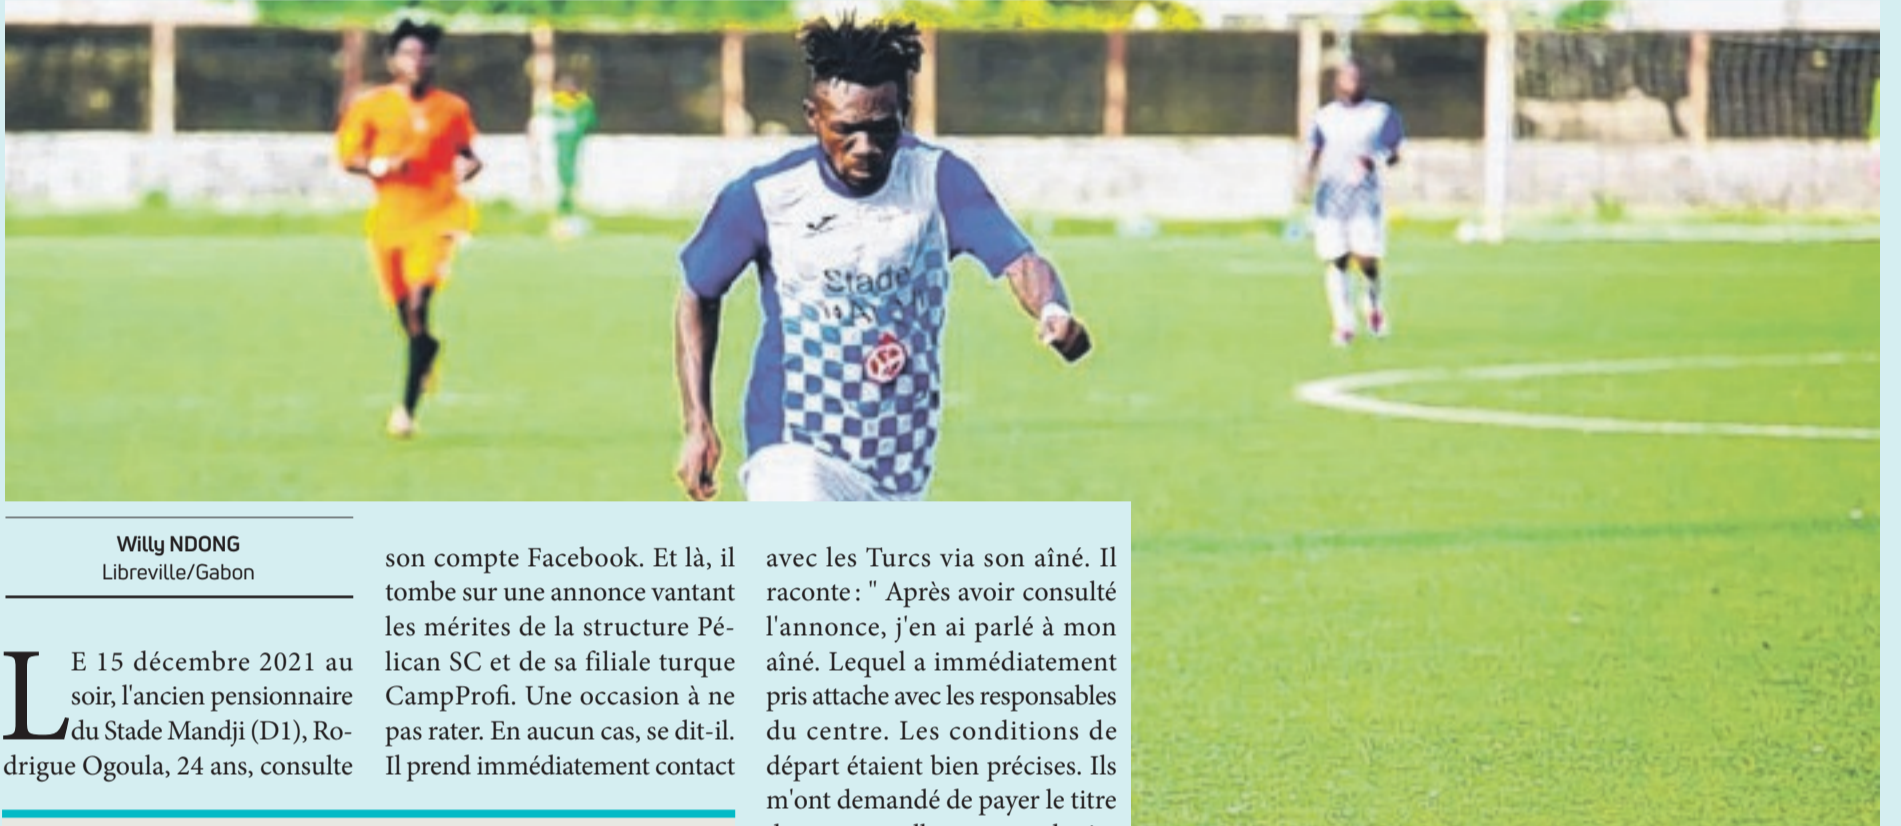 Stade
Willy NDONG
Libreville/Gabon
LE 15 décembre 2021 au
soir, l'ancien pensionnaire
du Stade Mandji (D1), Ro-
drigue Ogoula, 24 ans, consulte
son compte Facebook. Et là, il
tombe sur une annonce vantant
les mérites de la structure Pé-
lican SC et de sa filiale turque
CampProfi. Une occasion à ne
pas rater. En aucun cas, se dit-il.
Il prend immédiatement contact
avec les Turcs via son aîné. Il
raconte : " Après avoir consulté
l'annonce, j'en ai parlé à mon
aîné. Lequel a immédiatement
pris attache avec les responsables
du centre. Les conditions de
départ étaient bien précises. Ils
m'ont demandé de payer le titre